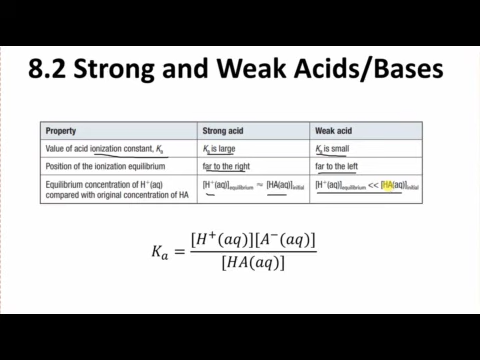 8.2 Strong and Weak Acids/Bases
Property Strong acid Weak acid
Value of acid ionization constant, Kₐ Kₐ is large Kₐ is small
Position of the ionization equilibrium far to the right far to the left
Equilibrium concentration of H⁺(aq) [H⁺(aq)]equilibrium ≈ [HA(aq)]initial [H⁺(aq)]equilibrium << [HA(aq)]initial
compared with original concentration of HA
Kₐ = [H⁺(aq)][A⁻(aq)]
[HA(aq)]